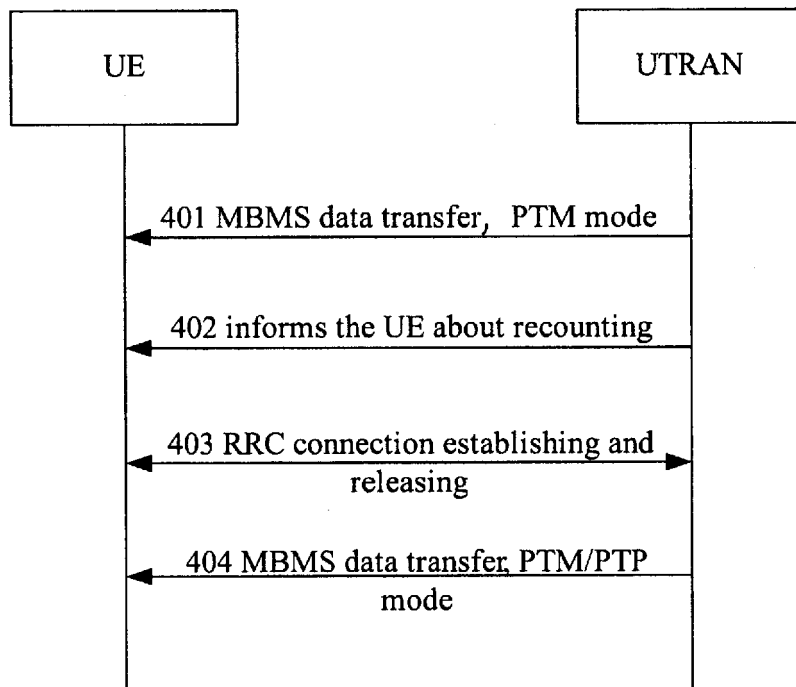 UE
UTRAN
401 MBMS data transfer, PTM mode
402 informs the UE about recounting
403 RRC connection establishing and
releasing
404 MBMS data transfer, PTM/PTP
mode